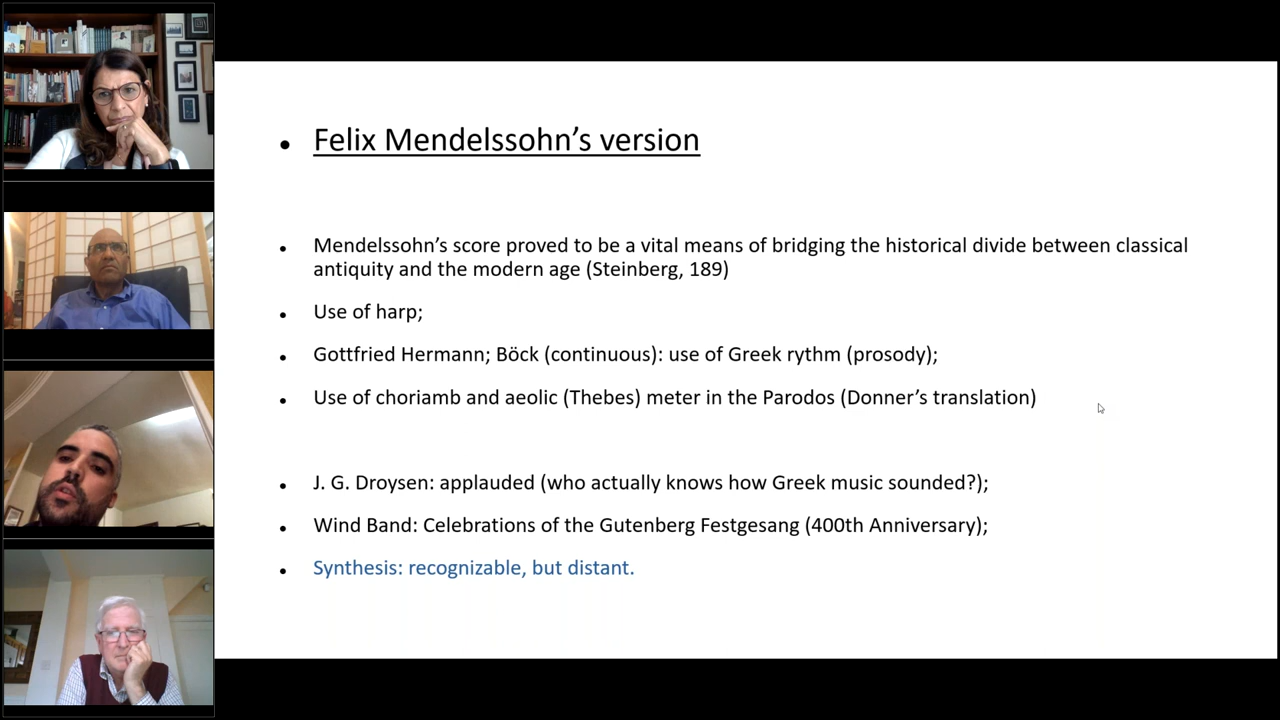 Felix Mendelssohn’s version
Mendelssohn’s score proved to be a vital means of bridging the historical divide between classical
antiquity and the modern age (Steinberg, 189)
Use of harp;
Gottfried Hermann; Böck (continuous): use of Greek rythm (prosody);
Use of choriamb and aeolic (Thebes) meter in the Parodos (Donner’s translation)
J. G. Droysen: applauded (who actually knows how Greek music sounded?);
Wind Band: Celebrations of the Gutenberg Festgesang (400th Anniversary);
Synthesis: recognizable, but distant.